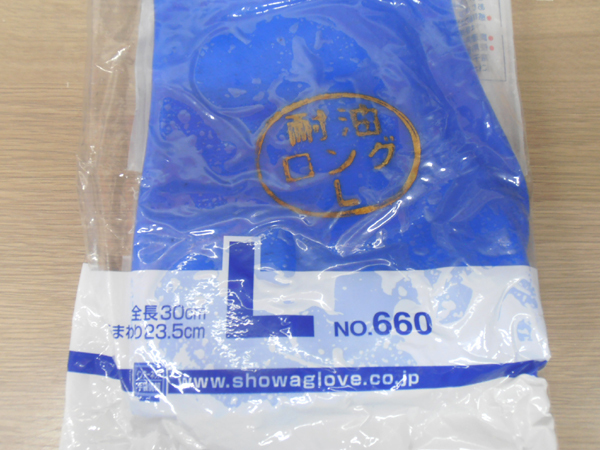 耐油
ロング
L
全長30cm
まわり23.5cm
L
NO.660
www.showaglove.co.jp